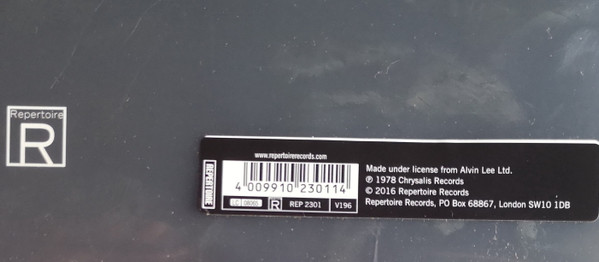 Repertoire
R
www.repertoirerecords.com
REPERTOIRE
4 009910 230114
LC
R
REP 2301
V196
Made under license from Alvin Lee Ltd.
℗ 1978 Chrysalis Records
© 2016 Repertoire Records
Repertoire Records, PO Box 68867, London SW10 1DB